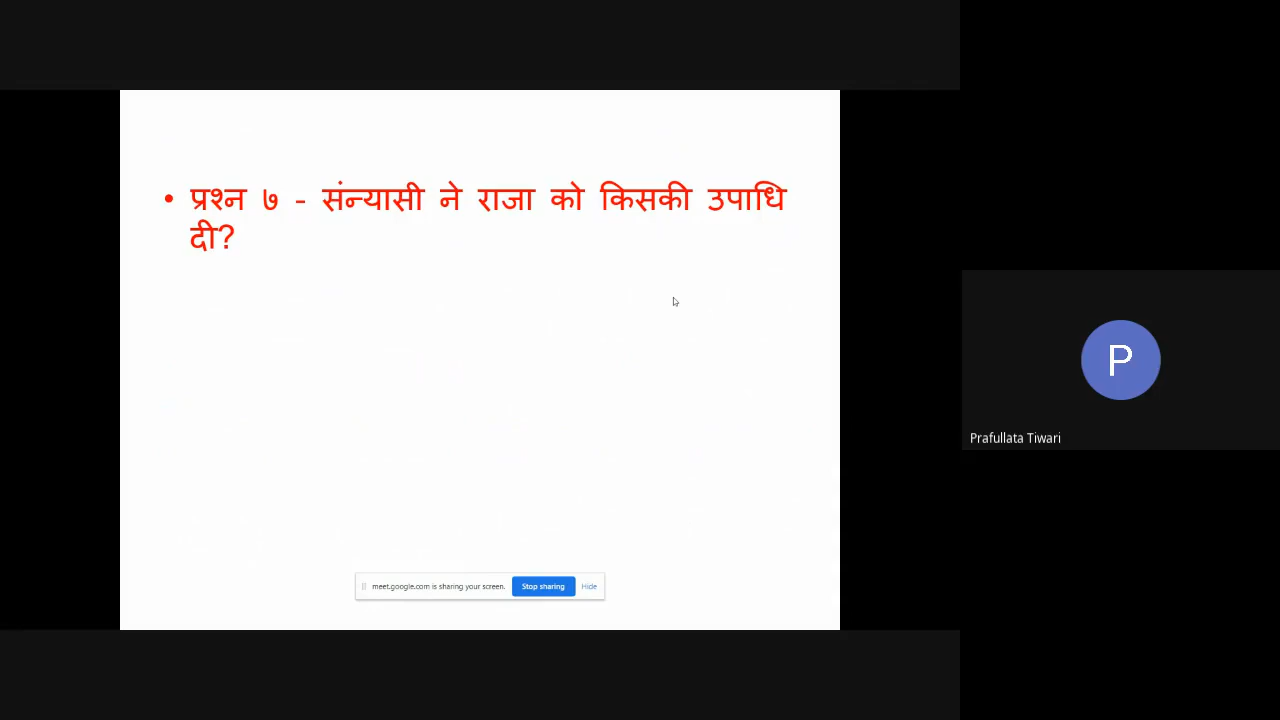 • प्रश्न ७ - संन्यासी ने राजा को किसकी उपाधि
दी?
P
Prafullata Tiwari
meet.google.com is sharing your screen. Stop sharing Hide